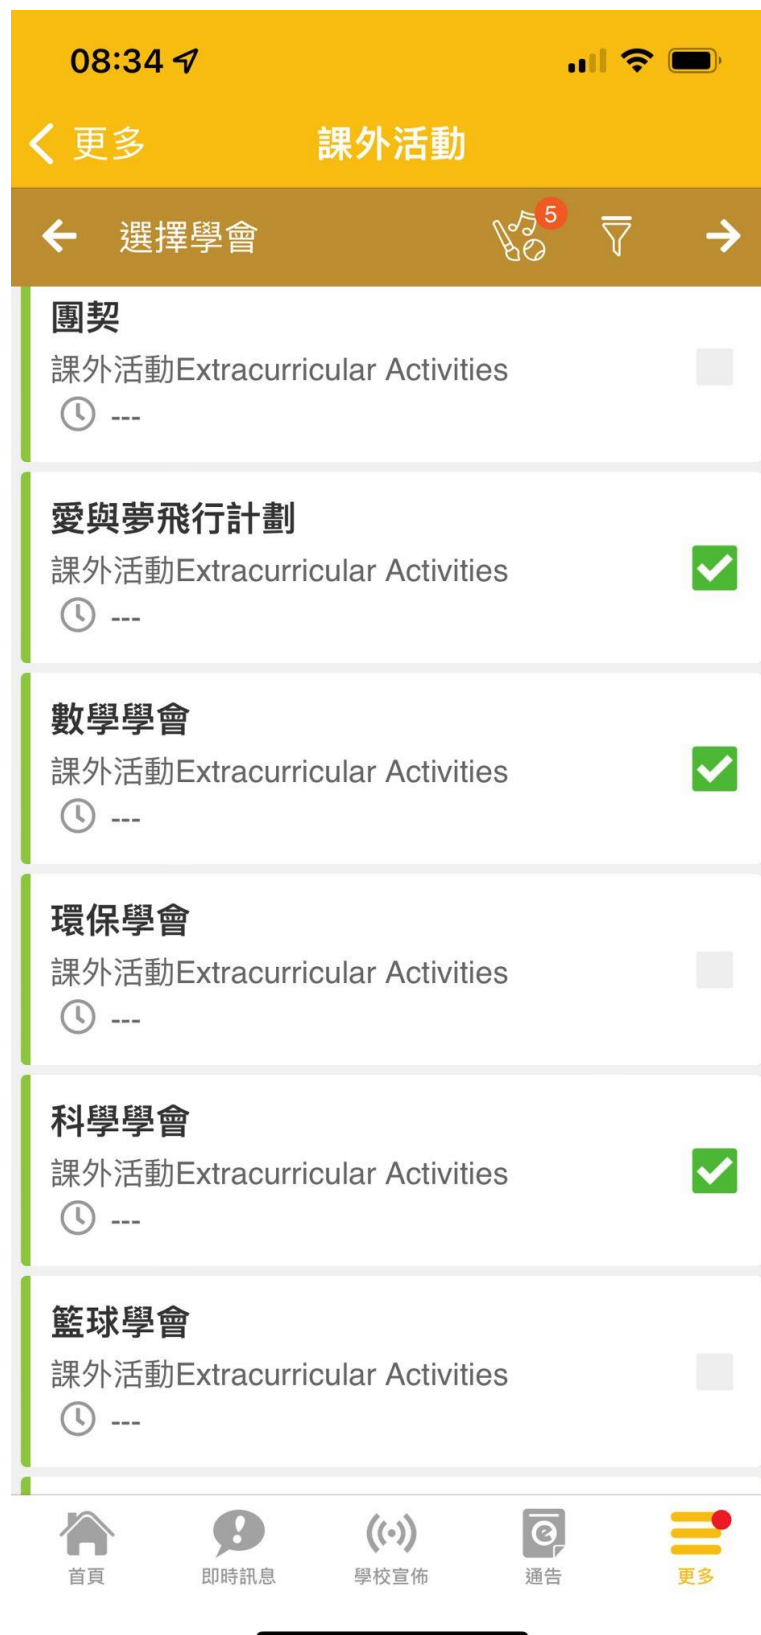 08:34
更多
課外活動
選擇學會
5
團契
課外活動Extracurricular Activities
---
愛與夢飛行計劃
課外活動Extracurricular Activities
---
數學學會
課外活動Extracurricular Activities
---
環保學會
課外活動Extracurricular Activities
---
科學學會
課外活動Extracurricular Activities
---
籃球學會
課外活動Extracurricular Activities
---
首頁
即時訊息
學校宣佈
通告
更多